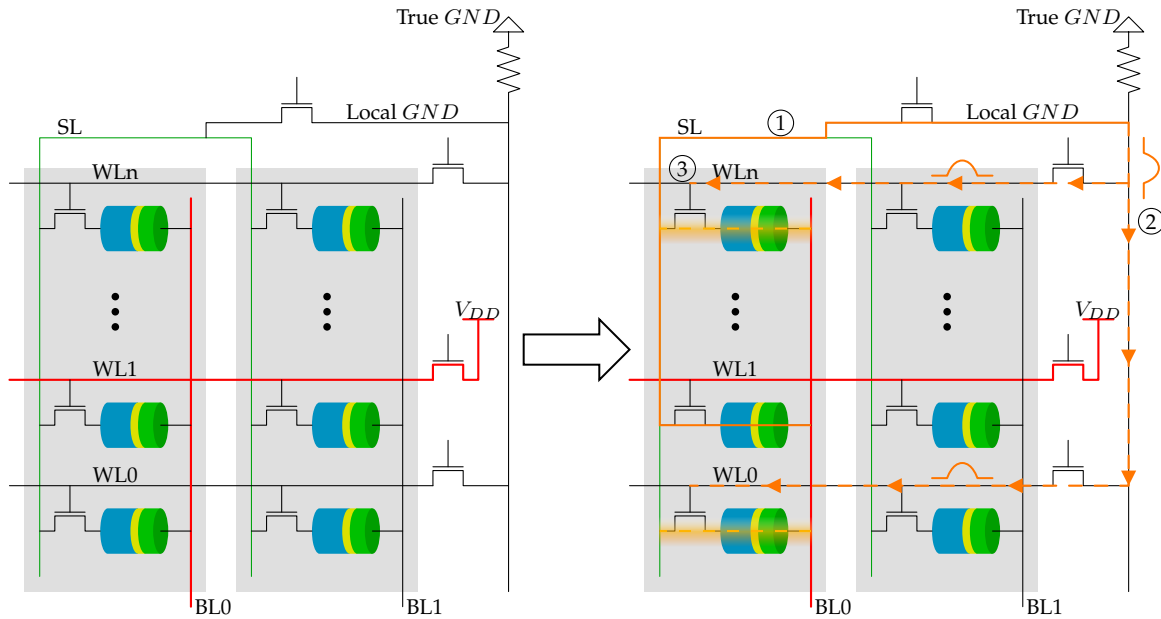 True GND
Local GND
SL
WLn
V_DD
WL1
WL0
BL0
BL1
True GND
Local GND
SL
①
③
WLn
②
V_DD
WL1
WL0
BL0
BL1